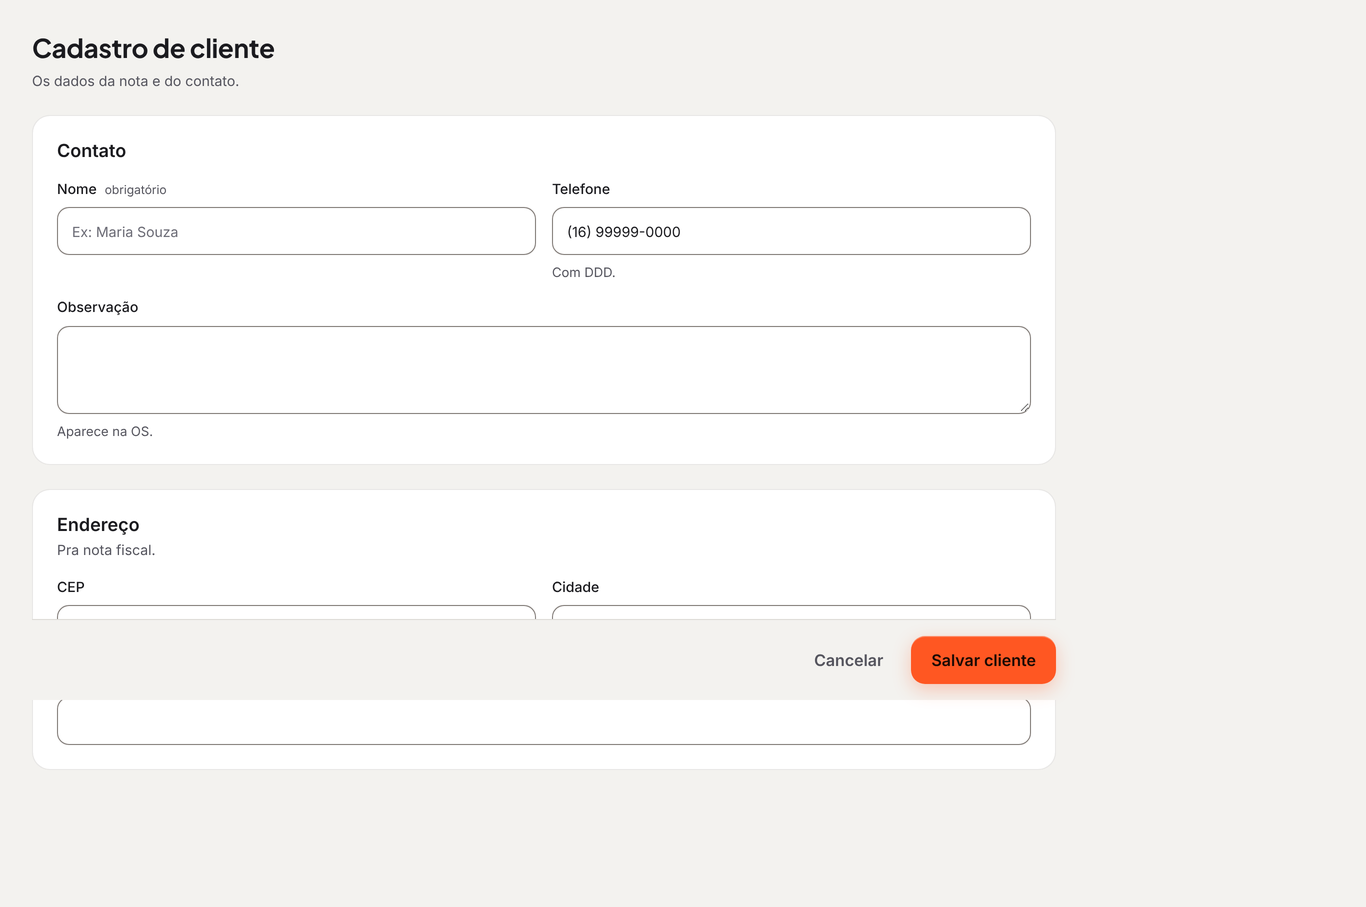 Cadastro de cliente
Os dados da nota e do contato.
Contato
Nome obrigatório
Ex: Maria Souza
Telefone
(16) 99999-0000
Com DDD.
Observação
Aparece na OS.
Endereço
Pra nota fiscal.
CEP
Cidade
Cancelar
Salvar cliente